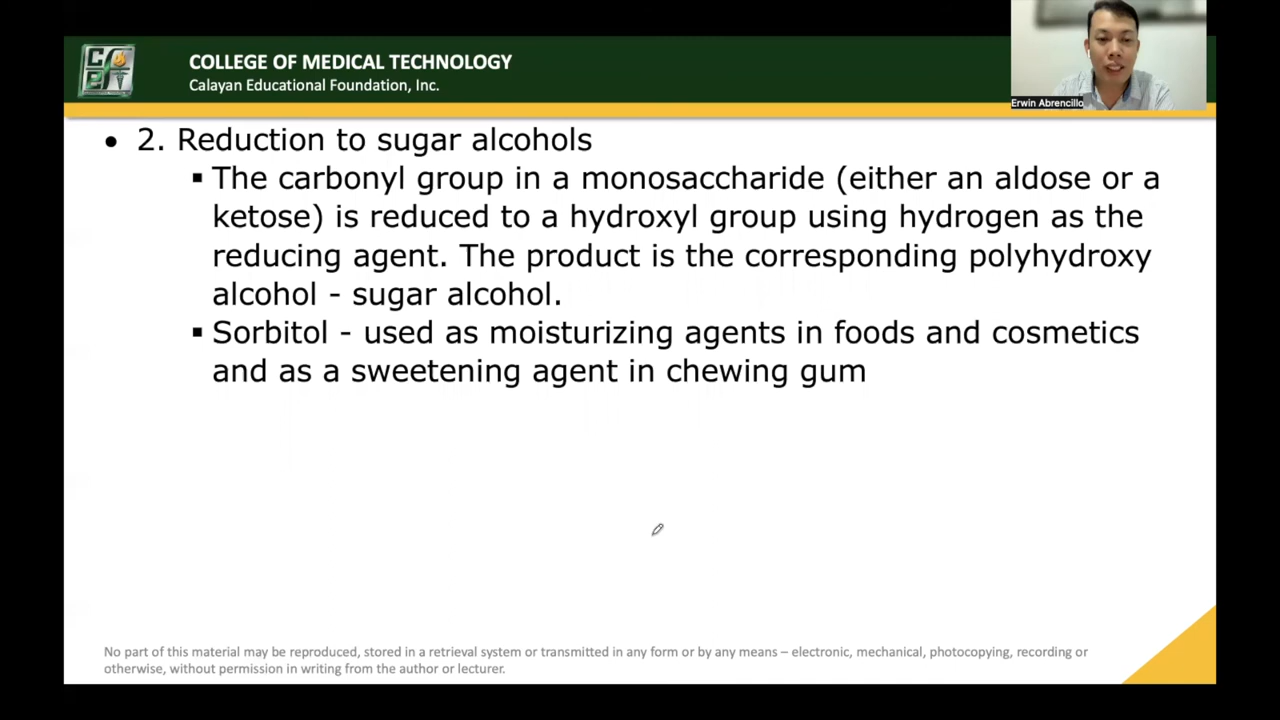 COLLEGE OF MEDICAL TECHNOLOGY
Calayan Educational Foundation, Inc.
Erwin Abrencillo
• 2. Reduction to sugar alcohols
▪ The carbonyl group in a monosaccharide (either an aldose or a
ketose) is reduced to a hydroxyl group using hydrogen as the
reducing agent. The product is the corresponding polyhydroxy
alcohol - sugar alcohol.
▪ Sorbitol - used as moisturizing agents in foods and cosmetics
and as a sweetening agent in chewing gum
No part of this material may be reproduced, stored in a retrieval system or transmitted in any form or by any means – electronic, mechanical, photocopying, recording or
otherwise, without permission in writing from the author or lecturer.